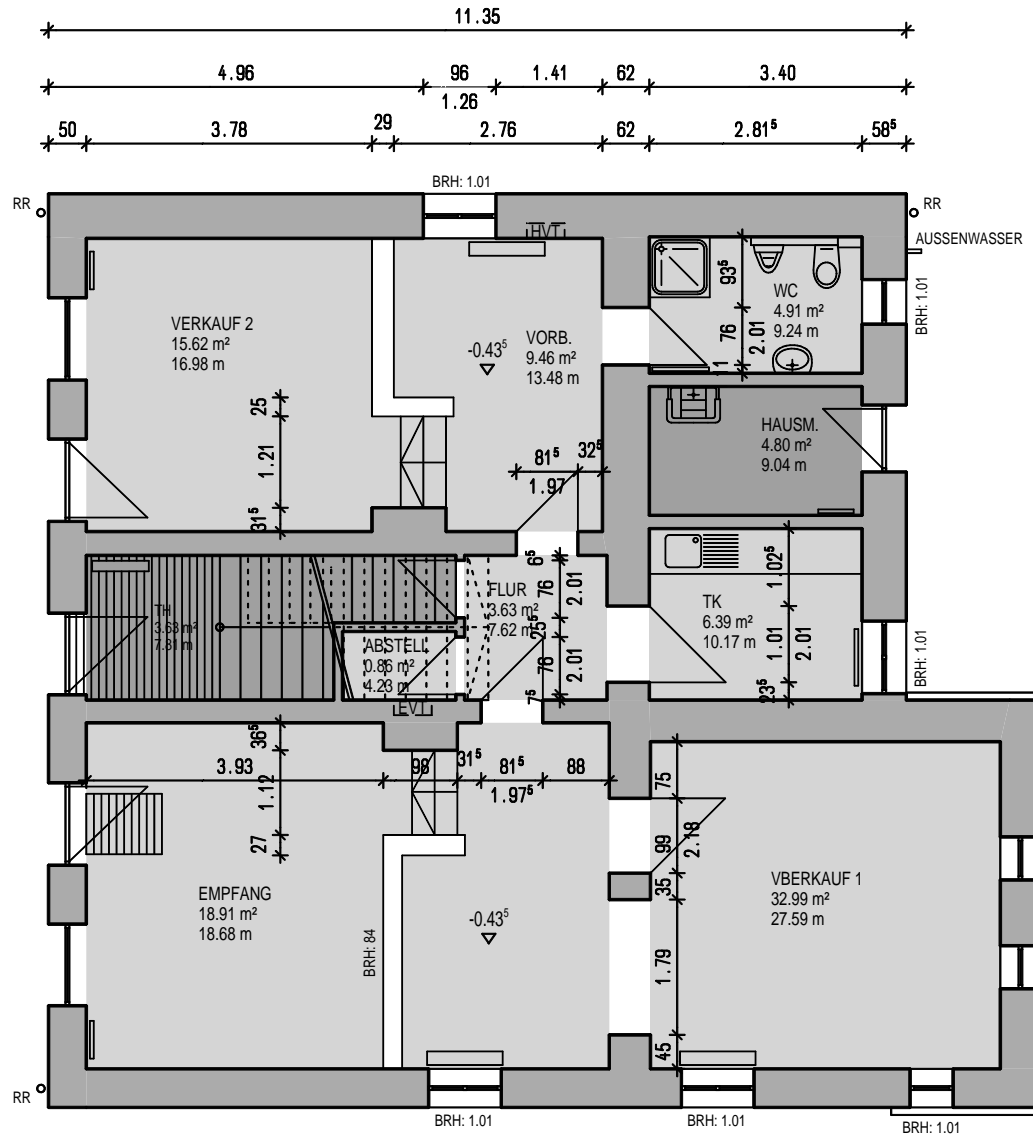 11.35
4.96 96 1.41 62 3.40
1.26
50 3.78 29 2.76 62 2.81⁵ 58⁵
BRH: 1.01
RR
HVT
RR
AUSSENWASSER
BRH: 1.01
93⁵
WC
4.91 m²
9.24 m
76
2.01
11
VERKAUF 2
15.62 m²
16.98 m
VORB.
9.46 m²
13.48 m
-0.43⁵
25
1.21
31⁵
81⁵ 32⁵
1.97
HAUSM.
4.80 m²
9.04 m
TH
3.63 m²
7.81 m
ABSTELL
0.86 m²
4.23 m
EVT
FLUR
3.63 m²
7.62 m
6⁵
76
2.01
25⁵
76
2.01
7⁵
TK
6.39 m²
10.17 m
1.02⁵
1.01
2.01
23⁵
BRH: 1.01
36⁵
1.12
27
3.93 98 31⁵ 81⁵ 88
1.97⁵
75
99
2.18
35
1.79
45
EMPFANG
18.91 m²
18.68 m
BRH: 84
-0.43⁵
VBERKAUF 1
32.99 m²
27.59 m
RR
BRH: 1.01
BRH: 1.01
BRH: 1.01